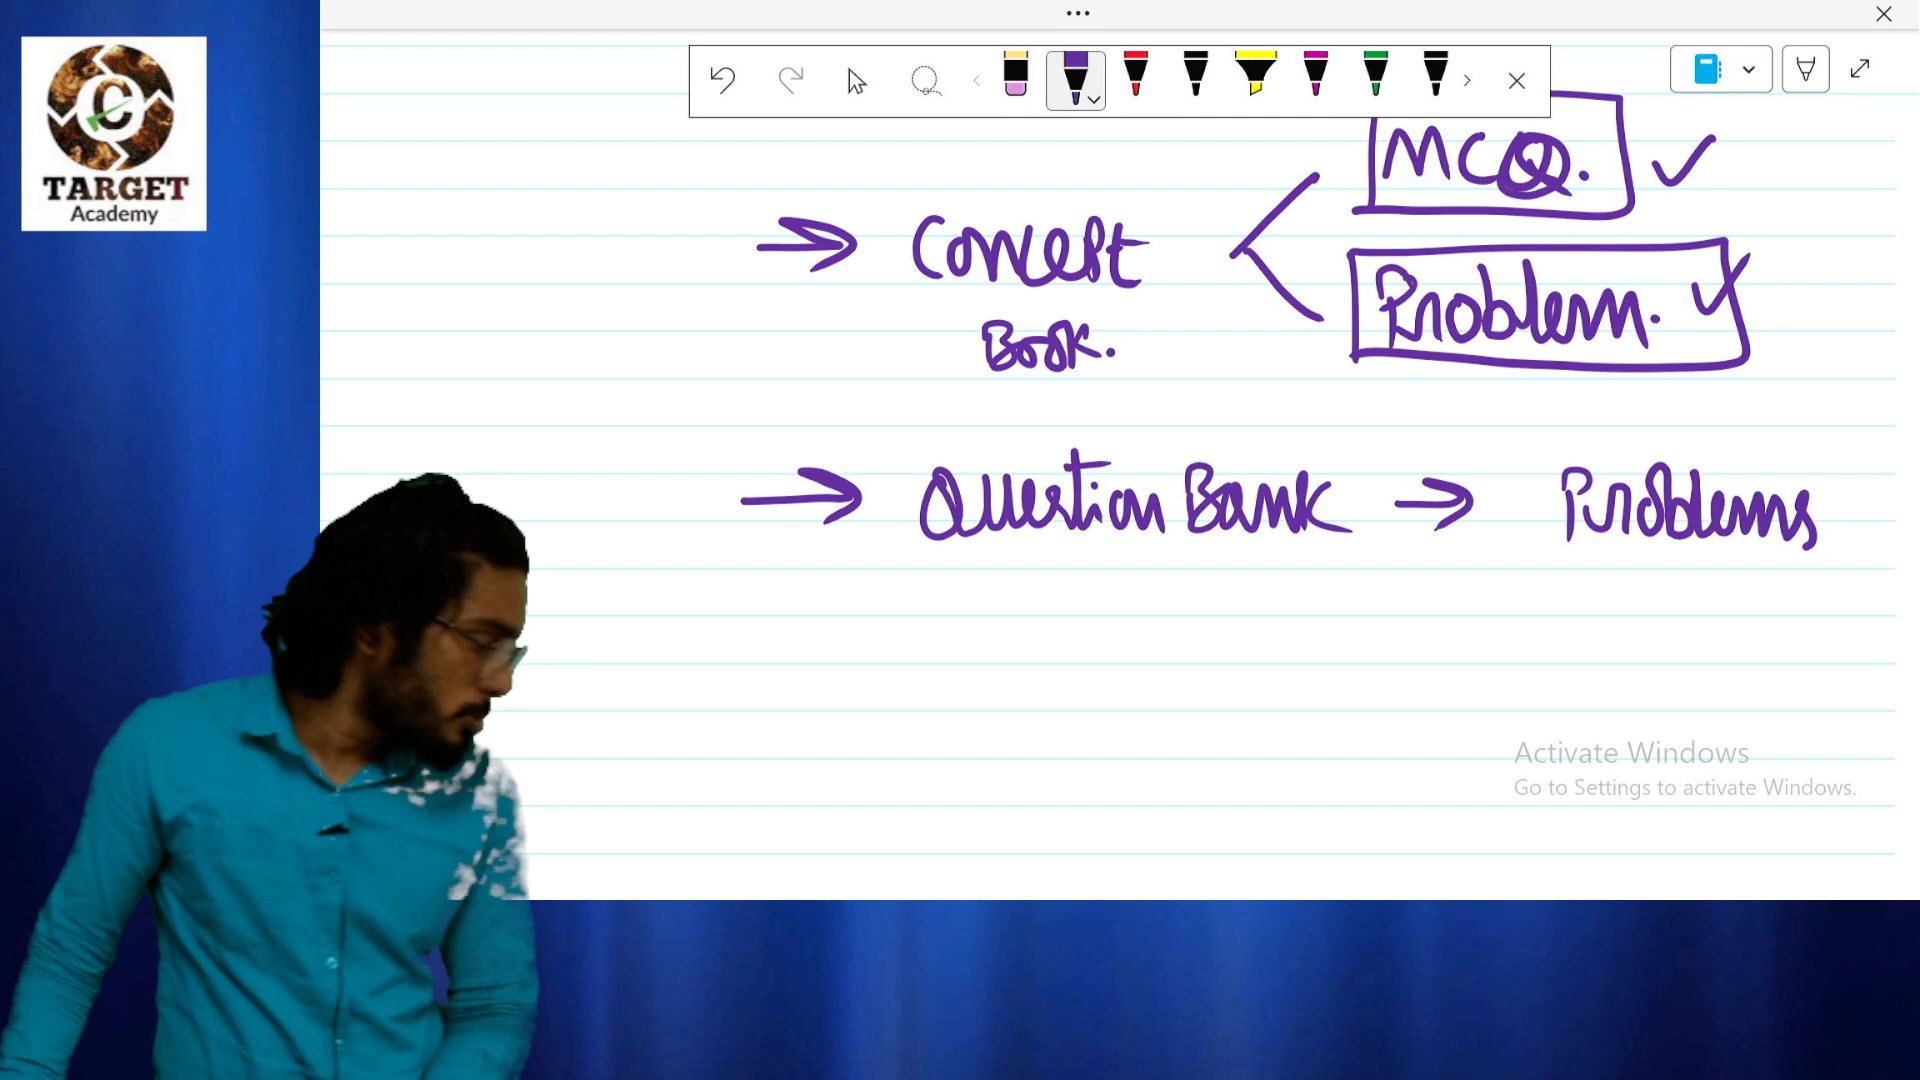 C
TARGET
Academy
MCQ.
→ Concept
Book.
Problem.
→ Question Bank → Problems
Activate Windows
Go to Settings to activate Windows.